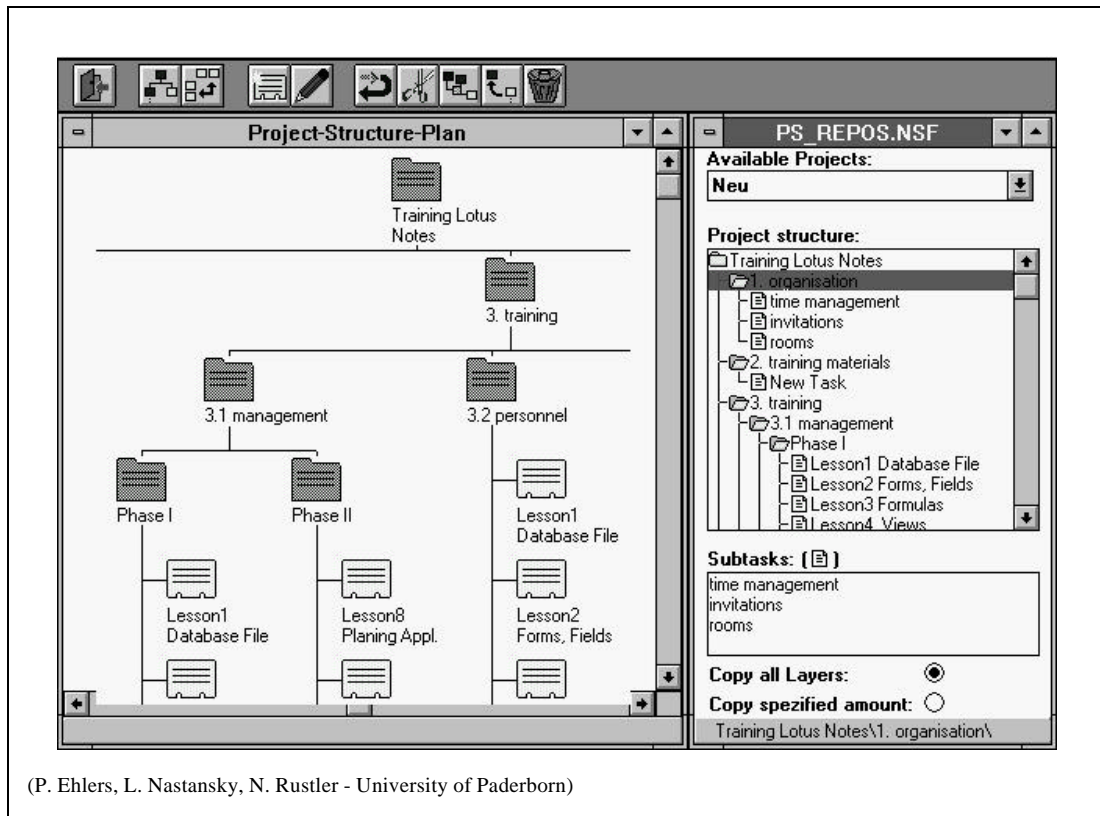 Project-Structure-Plan
Training Lotus
Notes
3. training
3.1 management
3.2 personnel
Phase I
Phase II
Lesson1
Database File
Lesson1
Database File
Lesson8
Planing Appl.
Lesson2
Forms, Fields
PS_REPOS.NSF
Available Projects:
Neu
Project structure:
Training Lotus Notes
1. organisation
time management
invitations
rooms
2. training materials
New Task
3. training
3.1 management
Phase I
Lesson1 Database File
Lesson2 Forms, Fields
Lesson3 Formulas
Lesson4 Views
Subtasks: ( )
time management
invitations
rooms
Copy all Layers:
Copy spezified amount:
Training Lotus Notes\1. organisation\
(P. Ehlers, L. Nastansky, N. Rustler - University of Paderborn)